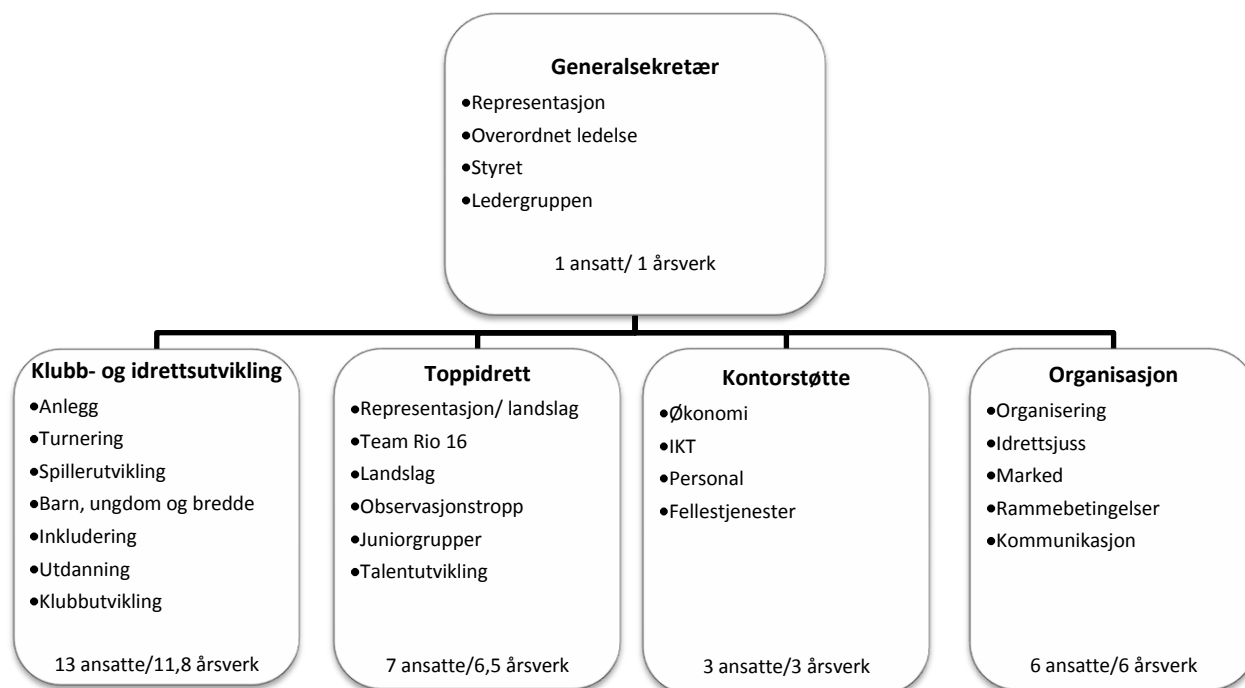 Generalsekretær
•Representasjon
•Overordnet ledelse
•Styret
•Ledergruppen
1 ansatt/ 1 årsverk
Klubb- og idrettsutvikling
•Anlegg
•Turnering
•Spillerutvikling
•Barn, ungdom og bredde
•Inkludering
•Utdanning
•Klubbutvikling
13 ansatte/11,8 årsverk
Toppidrett
•Representasjon/ landslag
•Team Rio 16
•Landslag
•Observasjonstropp
•Juniorgrupper
•Talentutvikling
7 ansatte/6,5 årsverk
Kontorstøtte
•Økonomi
•IKT
•Personal
•Fellestjenester
3 ansatte/3 årsverk
Organisasjon
•Organisering
•Idrettsjuss
•Marked
•Rammebetingelser
•Kommunikasjon
6 ansatte/6 årsverk